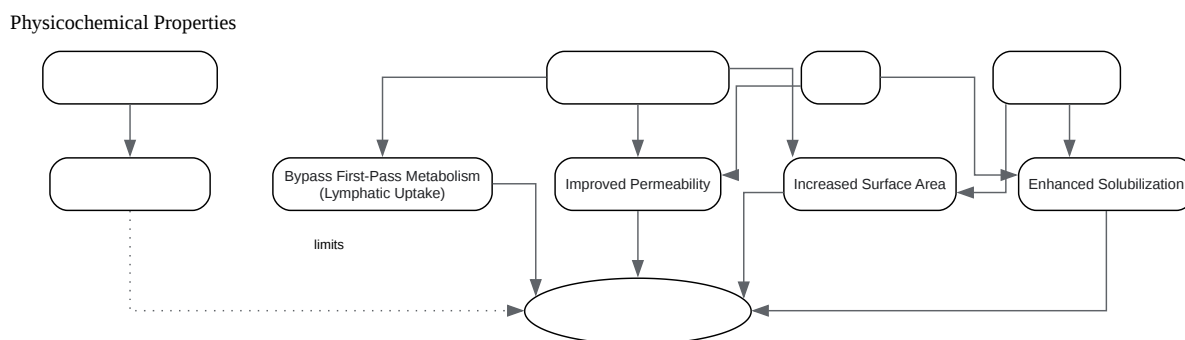 Physicochemical Properties
Bypass First-Pass Metabolism
(Lymphatic Uptake)
Improved Permeability
Increased Surface Area
Enhanced Solubilization
limits